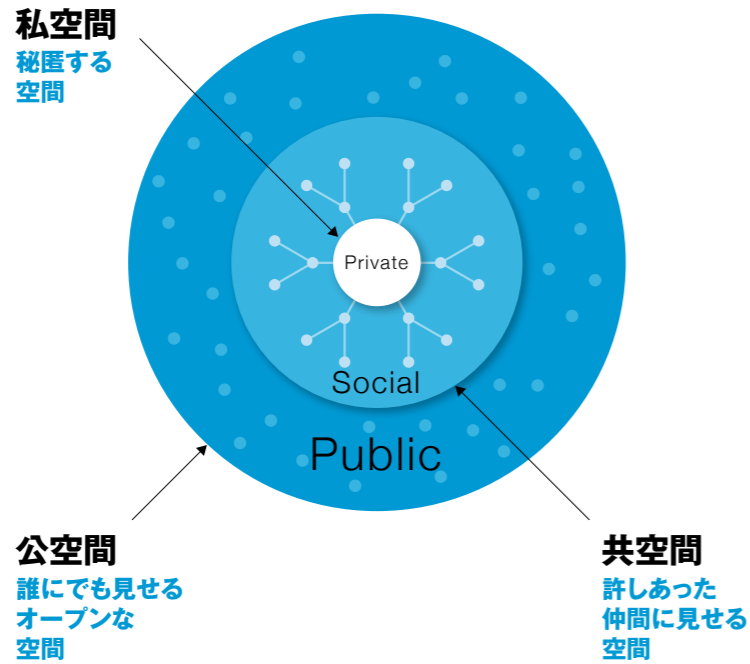 私空間
秘匿する
空間
Private
Social
Public
公空間
誰にでも見せる
オープンな
空間
共空間
許しあった
仲間に見せる
空間